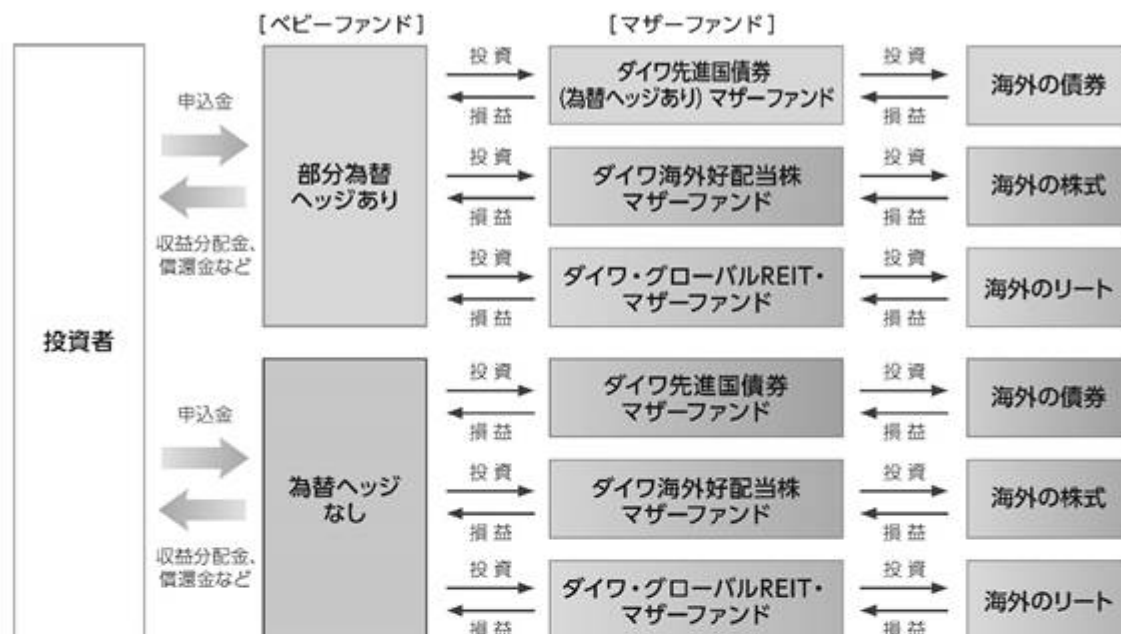 [ベビーファンド]
[マザーファンド]
投資者
申込金
収益分配金、
償還金など
部分為替
ヘッジあり
投資
損益
ダイワ先進国債券
(為替ヘッジあり) マザーファンド
投資
損益
海外の債券
投資
損益
ダイワ海外好配当株
マザーファンド
投資
損益
海外の株式
投資
損益
ダイワ・グローバルREIT・
マザーファンド
投資
損益
海外のリート
申込金
収益分配金、
償還金など
為替ヘッジ
なし
投資
損益
ダイワ先進国債券
マザーファンド
投資
損益
海外の債券
投資
損益
ダイワ海外好配当株
マザーファンド
投資
損益
海外の株式
投資
損益
ダイワ・グローバルREIT・
マザーファンド
投資
損益
海外のリート